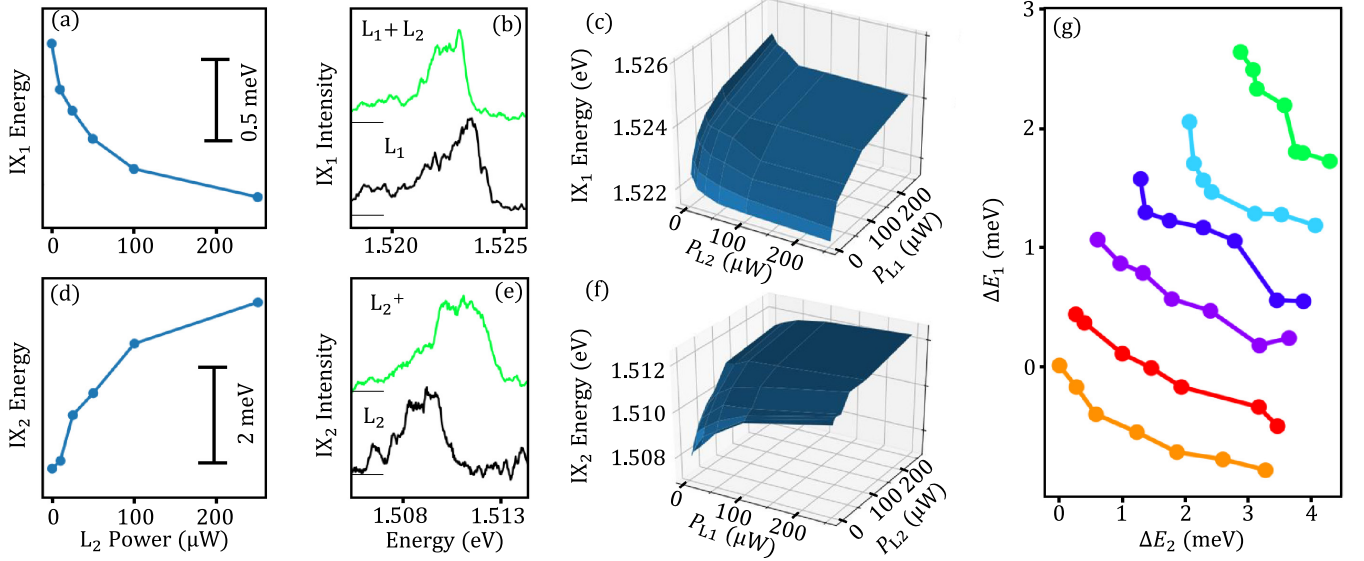 (a)
IX₁ Energy
0.5 meV
0
100
200
(b)
IX₁ Intensity
L₁ + L₂
L₁
1.520
1.525
(c)
IX₁ Energy (eV)
1.526
1.524
1.522
0
100
200
P_L2 (μW)
0
100
200
P_L1 (μW)
(d)
IX₂ Energy
2 meV
0
100
200
L₂ Power (μW)
(e)
IX₂ Intensity
L₂⁺
L₂
1.508
1.513
Energy (eV)
(f)
IX₂ Energy (eV)
1.512
1.510
1.508
0
100
200
P_L1 (μW)
0
100
200
P_L2 (μW)
(g)
ΔE₁ (meV)
3
2
1
0
0
1
2
3
4
ΔE₂ (meV)